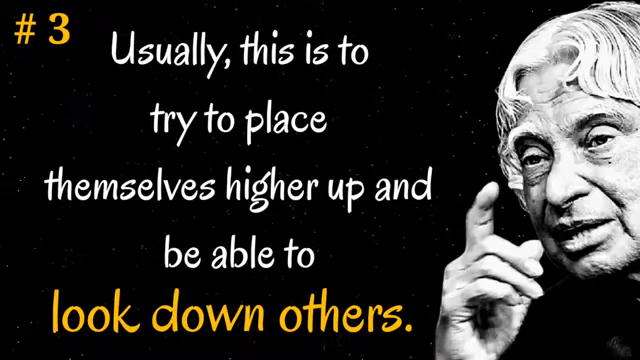 # 3
Usually, this is to
try to place
themselves higher up and
be able to
look down others.